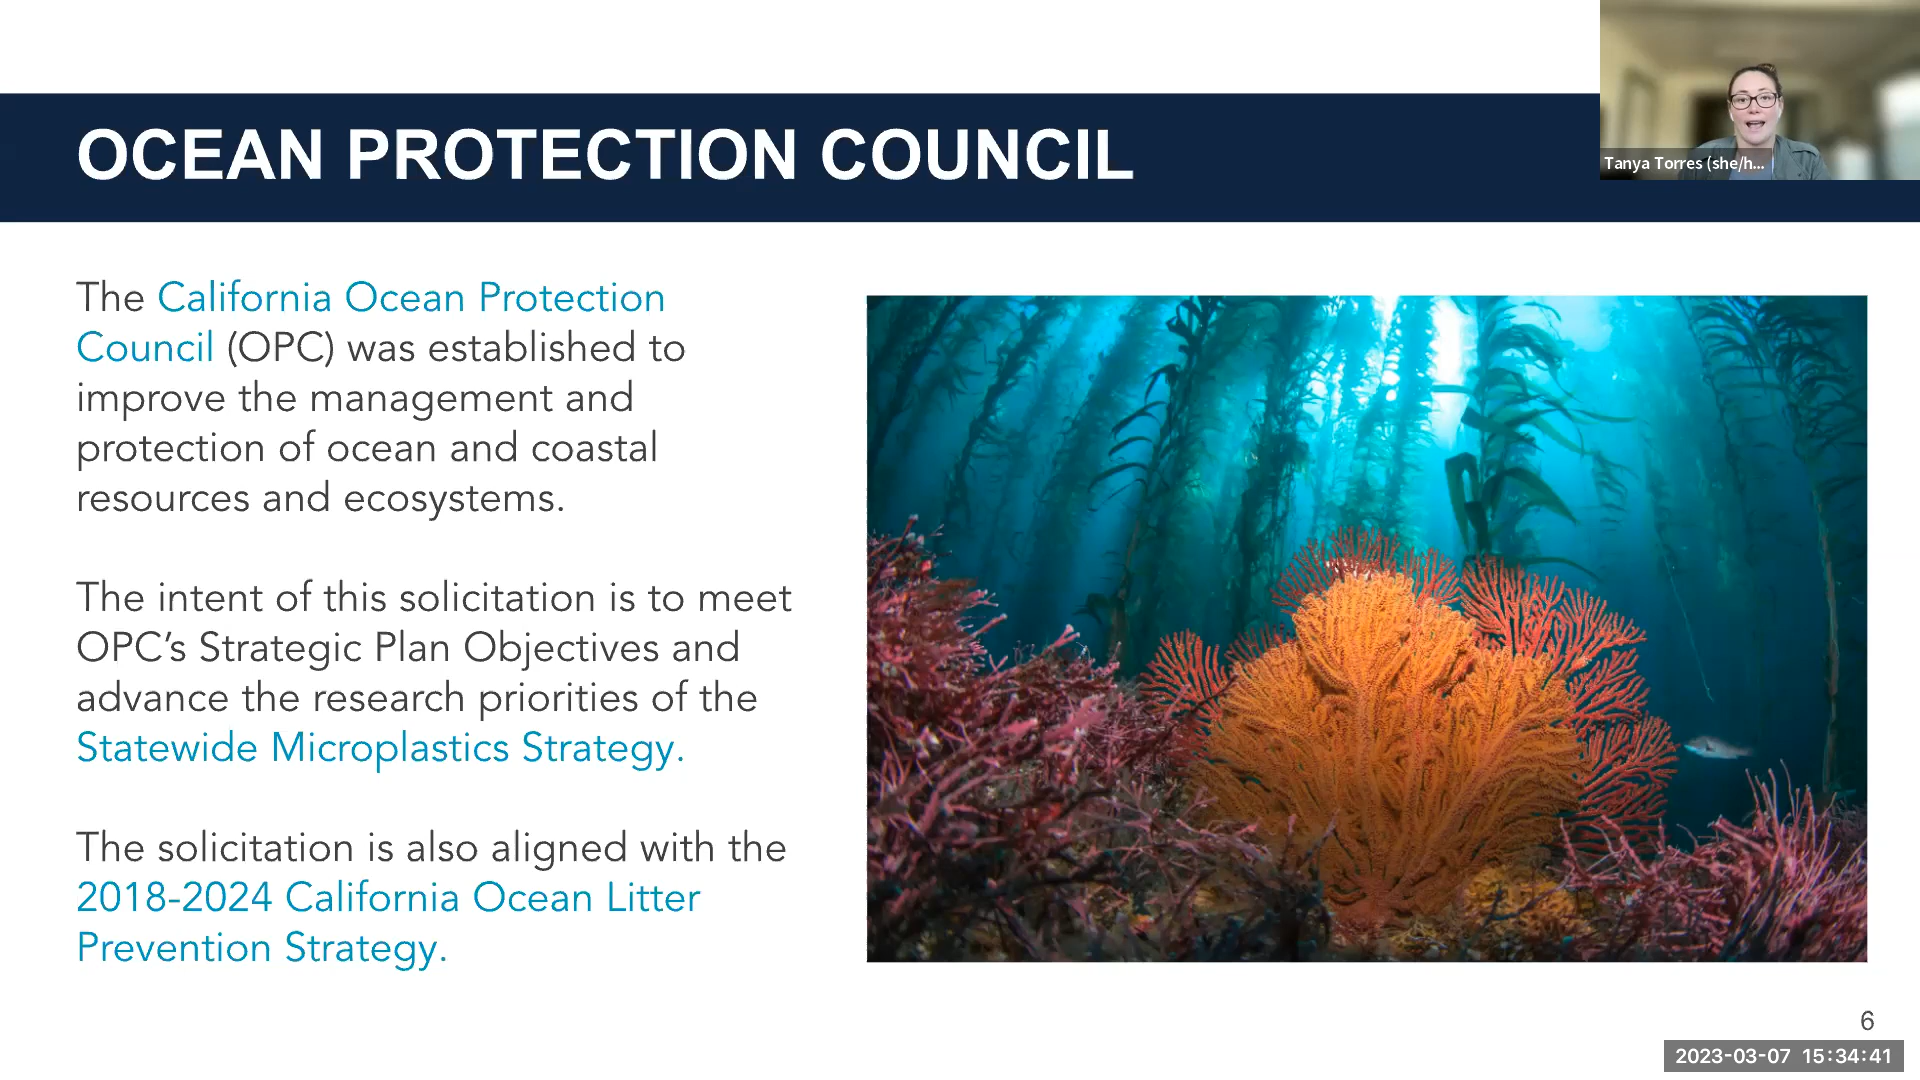 OCEAN PROTECTION COUNCIL
Tanya Torres (she/h...
The California Ocean Protection
Council (OPC) was established to
improve the management and
protection of ocean and coastal
resources and ecosystems.
The intent of this solicitation is to meet
OPC’s Strategic Plan Objectives and
advance the research priorities of the
Statewide Microplastics Strategy.
The solicitation is also aligned with the
2018-2024 California Ocean Litter
Prevention Strategy.
6
2023-03-07 15:34:41